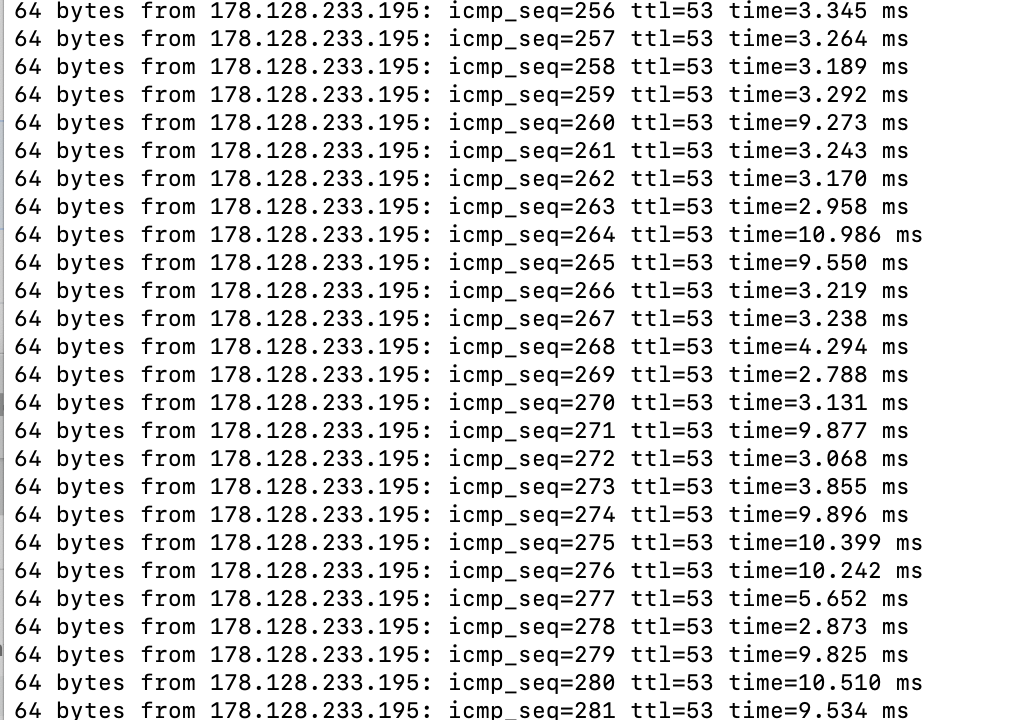 64 bytes from 178.128.233.195: icmp_seq=256 ttl=53 time=3.345 ms
64 bytes from 178.128.233.195: icmp_seq=257 ttl=53 time=3.264 ms
64 bytes from 178.128.233.195: icmp_seq=258 ttl=53 time=3.189 ms
64 bytes from 178.128.233.195: icmp_seq=259 ttl=53 time=3.292 ms
64 bytes from 178.128.233.195: icmp_seq=260 ttl=53 time=9.273 ms
64 bytes from 178.128.233.195: icmp_seq=261 ttl=53 time=3.243 ms
64 bytes from 178.128.233.195: icmp_seq=262 ttl=53 time=3.170 ms
64 bytes from 178.128.233.195: icmp_seq=263 ttl=53 time=2.958 ms
64 bytes from 178.128.233.195: icmp_seq=264 ttl=53 time=10.986 ms
64 bytes from 178.128.233.195: icmp_seq=265 ttl=53 time=9.550 ms
64 bytes from 178.128.233.195: icmp_seq=266 ttl=53 time=3.219 ms
64 bytes from 178.128.233.195: icmp_seq=267 ttl=53 time=3.238 ms
64 bytes from 178.128.233.195: icmp_seq=268 ttl=53 time=4.294 ms
64 bytes from 178.128.233.195: icmp_seq=269 ttl=53 time=2.788 ms
64 bytes from 178.128.233.195: icmp_seq=270 ttl=53 time=3.131 ms
64 bytes from 178.128.233.195: icmp_seq=271 ttl=53 time=9.877 ms
64 bytes from 178.128.233.195: icmp_seq=272 ttl=53 time=3.068 ms
64 bytes from 178.128.233.195: icmp_seq=273 ttl=53 time=3.855 ms
64 bytes from 178.128.233.195: icmp_seq=274 ttl=53 time=9.896 ms
64 bytes from 178.128.233.195: icmp_seq=275 ttl=53 time=10.399 ms
64 bytes from 178.128.233.195: icmp_seq=276 ttl=53 time=10.242 ms
64 bytes from 178.128.233.195: icmp_seq=277 ttl=53 time=5.652 ms
64 bytes from 178.128.233.195: icmp_seq=278 ttl=53 time=2.873 ms
64 bytes from 178.128.233.195: icmp_seq=279 ttl=53 time=9.825 ms
64 bytes from 178.128.233.195: icmp_seq=280 ttl=53 time=10.510 ms
64 bytes from 178.128.233.195: icmp_seq=281 ttl=53 time=9.534 ms